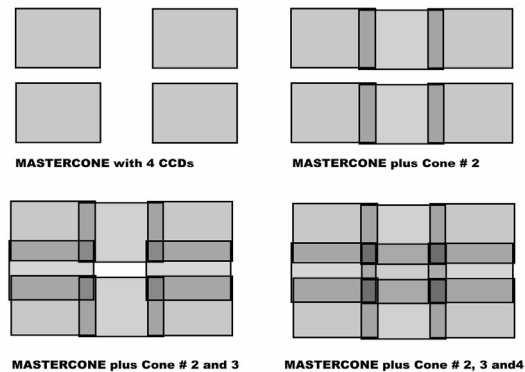 MASTERCONE with 4 CCDs
MASTERCONE plus Cone # 2
MASTERCONE plus Cone # 2 and 3
MASTERCONE plus Cone # 2, 3 and4